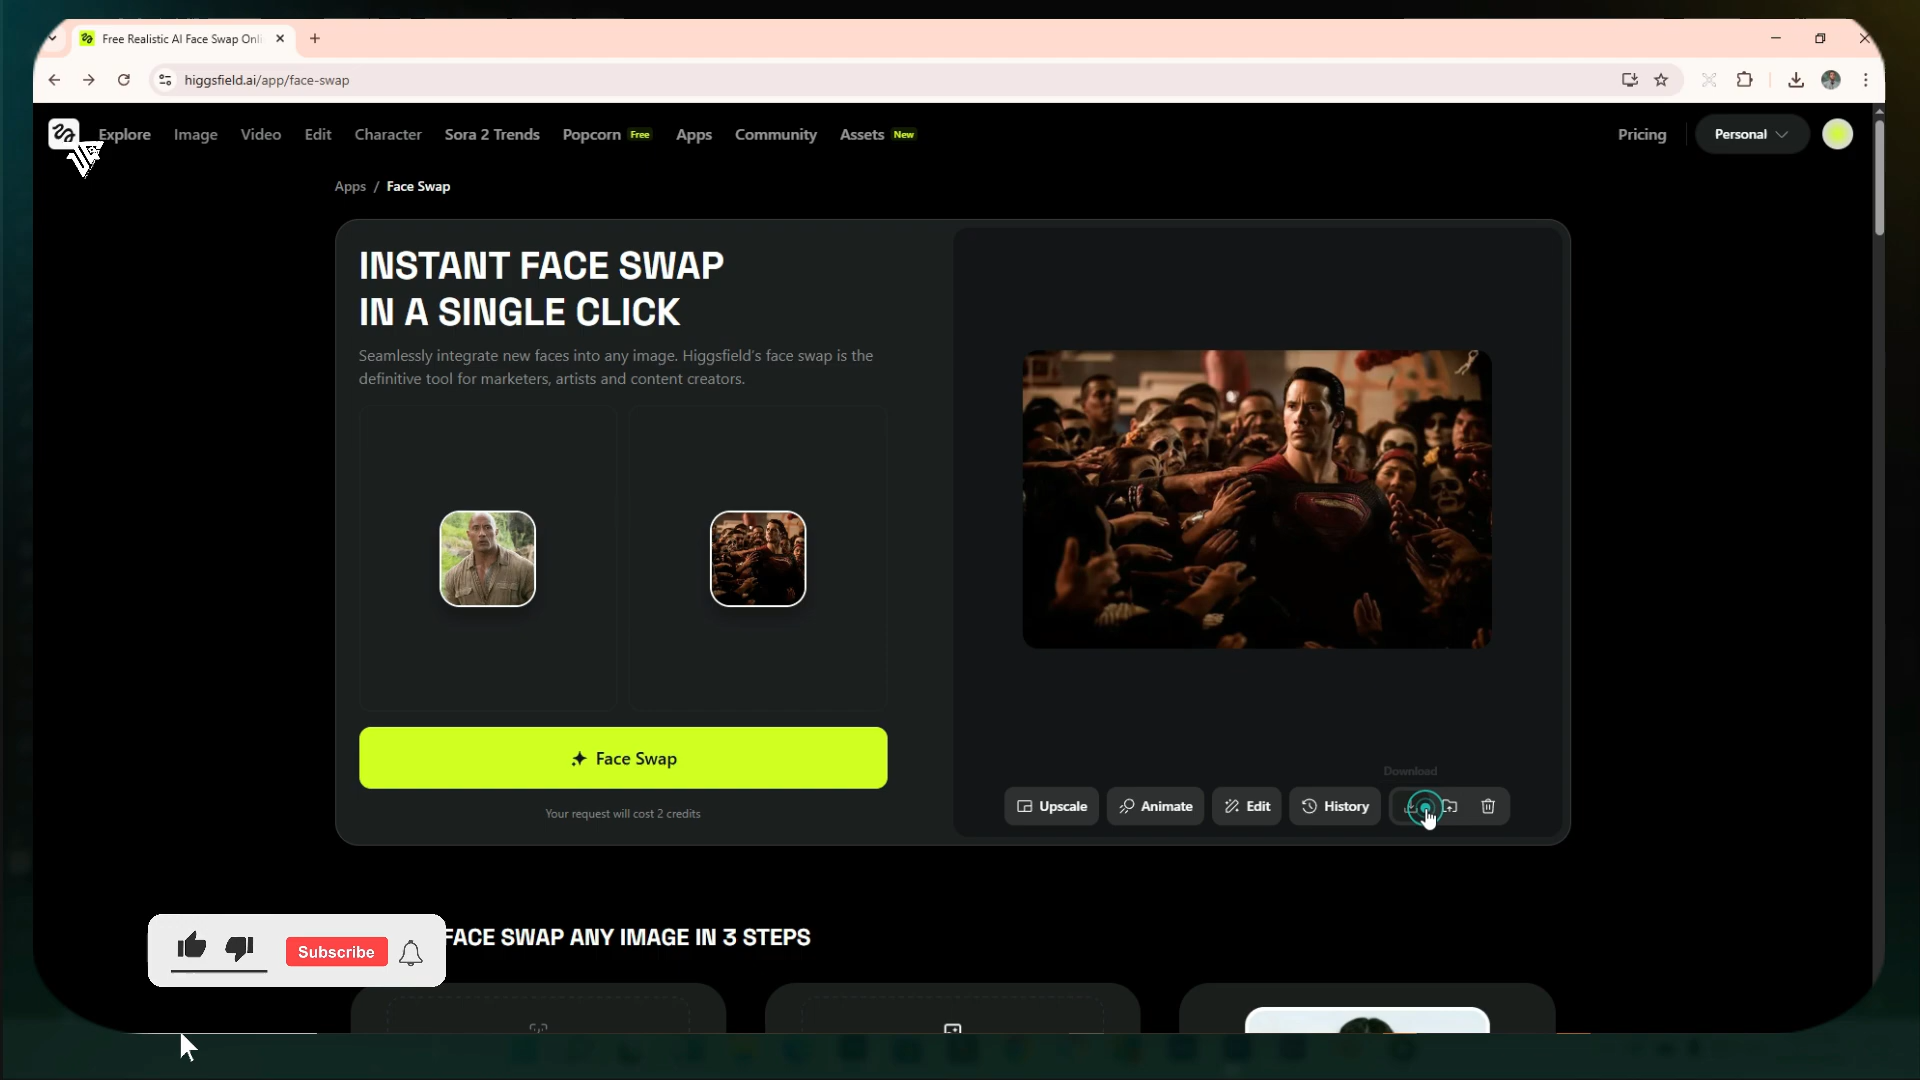 Free Realistic AI Face Swap Onli
higgsfield.ai/app/face-swap
Explore Image Video Edit Character Sora 2 Trends Popcorn Free Apps Community Assets New Pricing Personal
Apps / Face Swap
INSTANT FACE SWAP
IN A SINGLE CLICK
Seamlessly integrate new faces into any image. Higgsfield's face swap is the
definitive tool for marketers, artists and content creators.
Face Swap
Your request will cost 2 credits
Download
Upscale Animate Edit History
FACE SWAP ANY IMAGE IN 3 STEPS
Subscribe